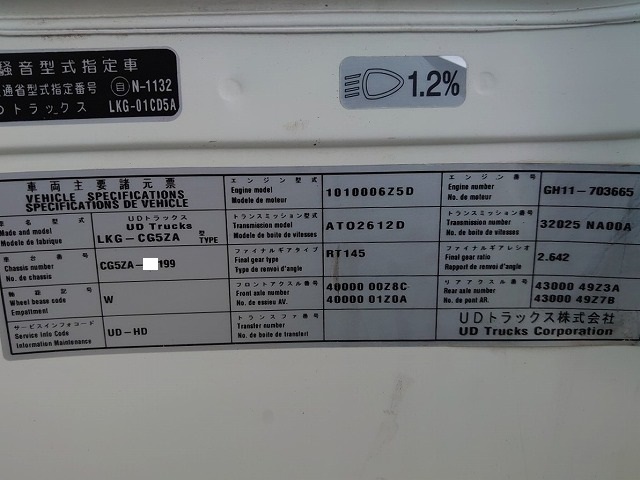 騒音型式指定車
通省型式指定番号 自 N-1132
Dトラックス LKG-01CD5A
1.2%
車両主要諸元票
VEHICLE SPECIFICATIONS
SPECIFICATIONS DE VEHICLE
車名型式
Make and model
Modele de fabrique
UDトラックス
UD Trucks
LKG-CG5ZA 型 TYPE
車台番号
Chassis number
No. de chassis
CG5ZA- 199
軸距記号
Wheel bease code
Empattment
W
サービスインフォコード
Service Info Code
Information Maintenance
UD-HD
エンジン型式
Engine model
Modele de moteur
1010006Z5D
トランスミッション型式
Transmission model
Modele de boite de vitesses
ATO2612D
ファイナルギアタイプ
Final gear type
Type de renvoi d'angle
RT145
フロントアクスル番号
Front axle number
No. de essieu AV.
40000 00Z8C
40000 01Z0A
トランスファ番号
Transfer number
No. de boite de transfert
エンジン番号
Engine number
No. de moteur
GH11-703665
トランスミッション番号
Transmission number
No. de boite de vitesses
32025 NA00A
ファイナルギアレシオ
Final gear ratio
Rapport de renvoi d'angle
2.642
リアアクスル番号
Rear axle number
No. de pont AR.
43000 49Z3A
43000 49Z7B
UDトラックス株式会社
UD Trucks Corporation